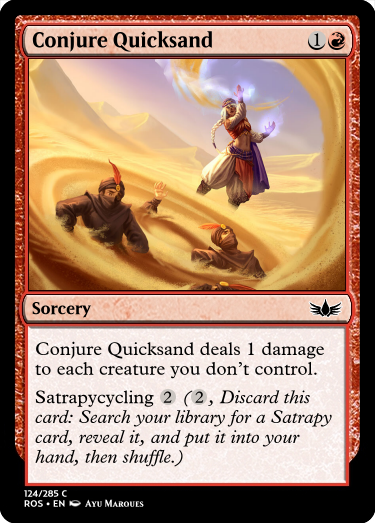 Conjure Quicksand 1
Sorcery
Conjure Quicksand deals 1 damage
to each creature you don't control.
Satrapycycling 2 (2, Discard this
card: Search your library for a Satrapy
card, reveal it, and put it into your
hand, then shuffle.)
124/285 C
ROS • EN Ayu Marques